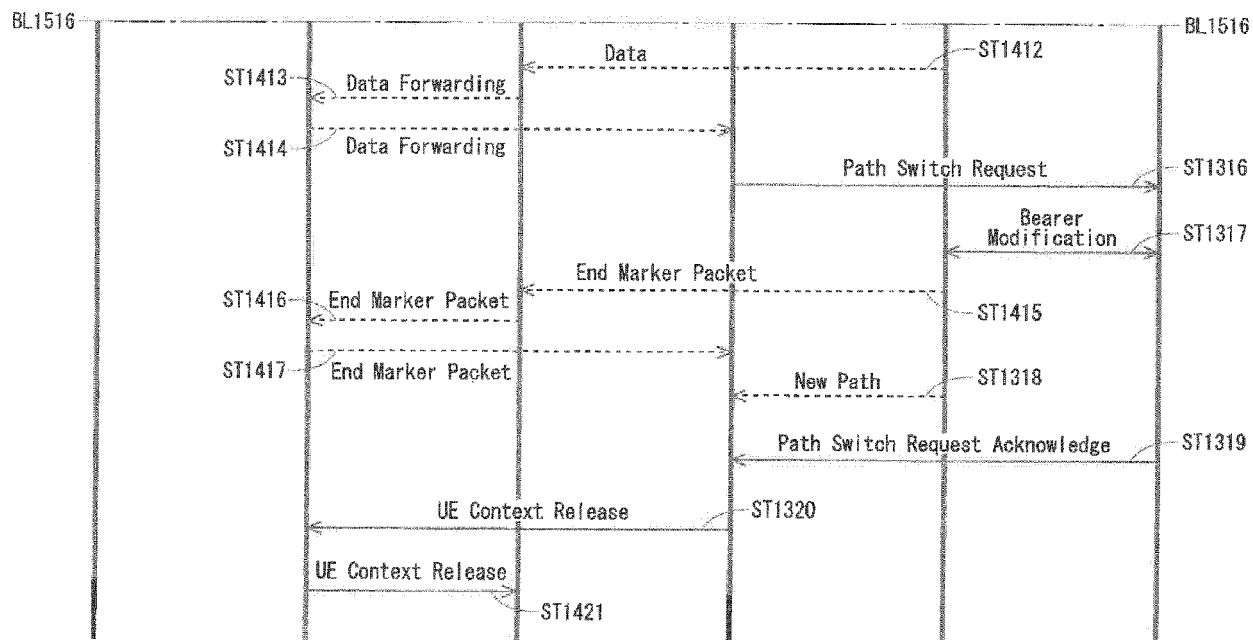 BL1516
BL1516
Data
ST1412
ST1413
Data Forwarding
ST1414
Data Forwarding
Path Switch Request
ST1316
Bearer
Modification
ST1317
End Marker Packet
ST1416
End Marker Packet
ST1415
ST1417
End Marker Packet
New Path
ST1318
Path Switch Request Acknowledge
ST1319
UE Context Release
ST1320
UE Context Release
ST1421